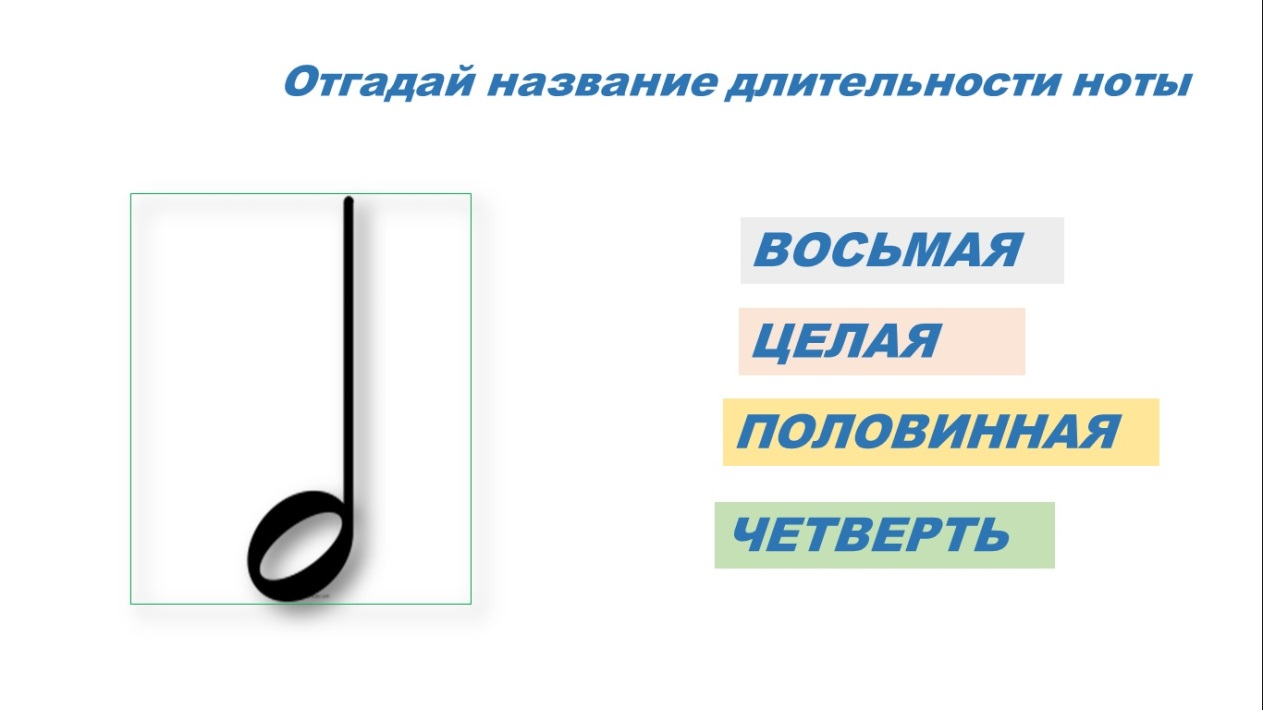 Отгадай название длительности ноты
ВОСЬМАЯ
ЦЕЛАЯ
ПОЛОВИННАЯ
ЧЕТВЕРТЬ